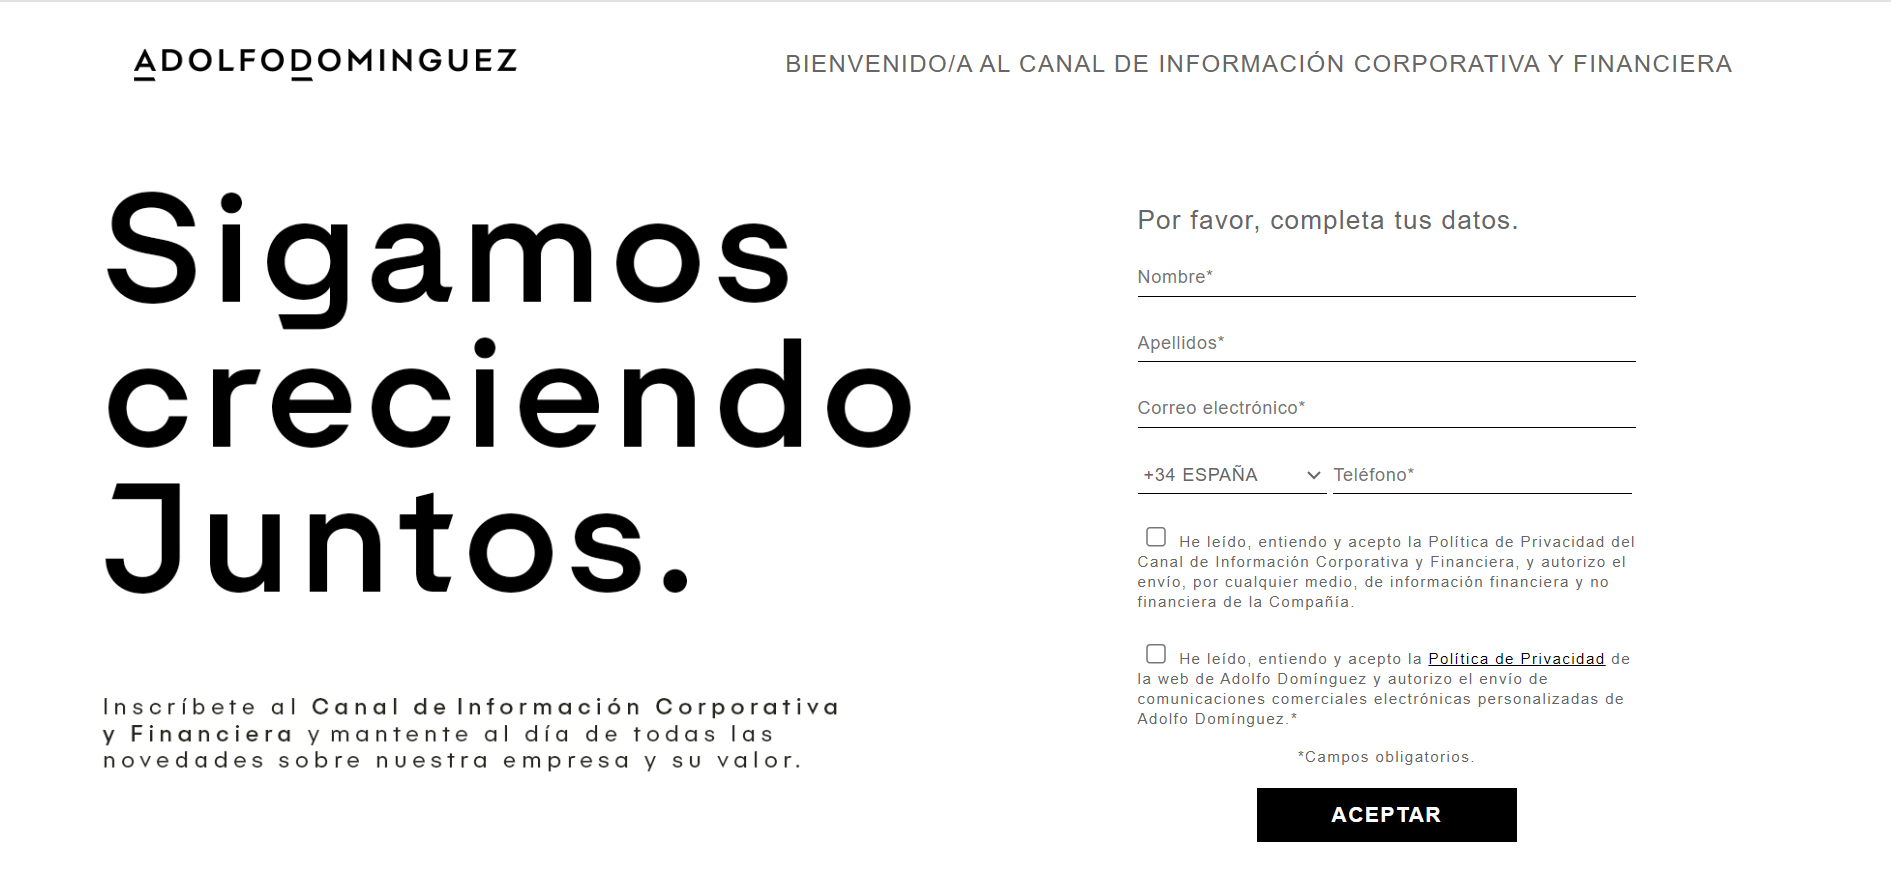 ADOLFODOMINGUEZ
BIENVENIDO/A AL CANAL DE INFORMACIÓN CORPORATIVA Y FINANCIERA
Sigamos
creciendo
Juntos.
Inscríbete al Canal de Información Corporativa
y Financiera y mantente al día de todas las
novedades sobre nuestra empresa y su valor.
Por favor, completa tus datos.
Nombre*
Apellidos*
Correo electrónico*
+34 ESPAÑA Teléfono*
He leído, entiendo y acepto la Política de Privacidad del
Canal de Información Corporativa y Financiera, y autorizo el
envío, por cualquier medio, de información financiera y no
financiera de la Compañía.
He leído, entiendo y acepto la Política de Privacidad de
la web de Adolfo Domínguez y autorizo el envío de
comunicaciones comerciales electrónicas personalizadas de
Adolfo Domínguez.*
*Campos obligatorios.
ACEPTAR